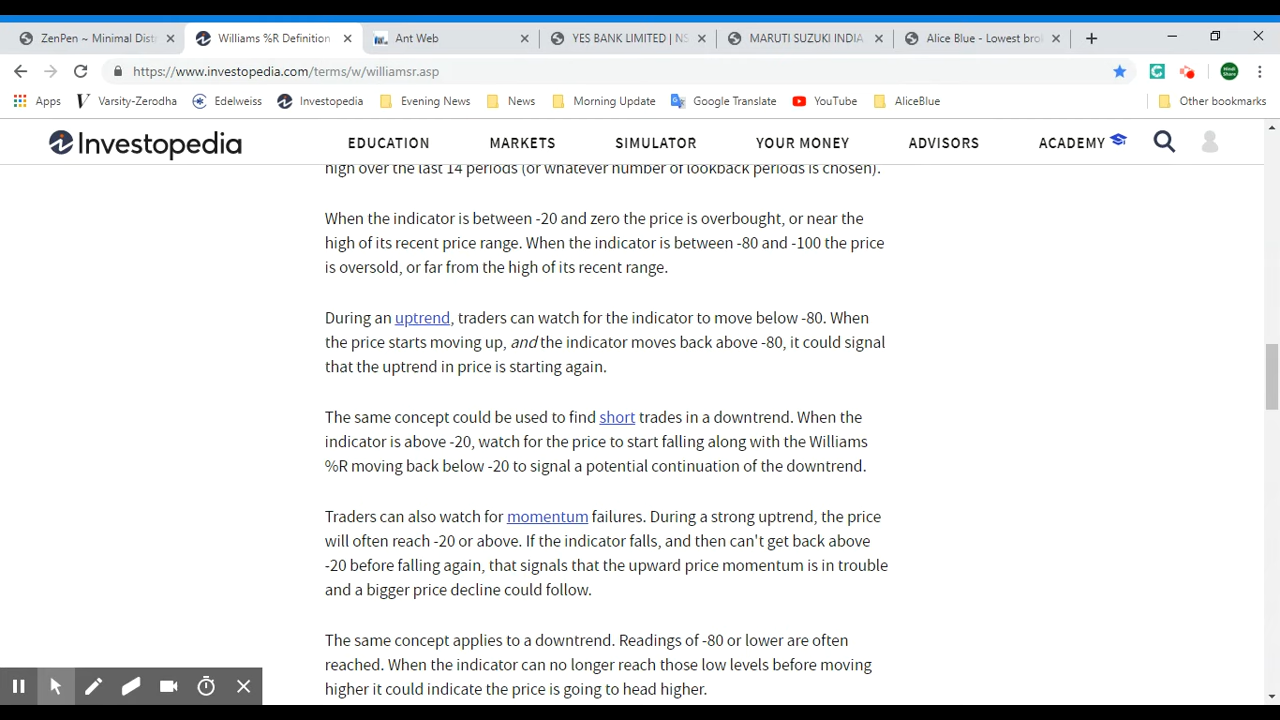 ZenPen ~ Minimal Dist
Williams %R Definition
Ant Web
YES BANK LIMITED | NS
MARUTI SUZUKI INDIA
Alice Blue - Lowest bro
https://www.investopedia.com/terms/w/williamsr.asp
Apps
Varsity-Zerodha
Edelweiss
Investopedia
Evening News
News
Morning Update
Google Translate
YouTube
AliceBlue
Other bookmarks
Investopedia
EDUCATION
MARKETS
SIMULATOR
YOUR MONEY
ADVISORS
ACADEMY
high over the last 14 periods (or whatever number of lookback periods is chosen).
When the indicator is between -20 and zero the price is overbought, or near the
high of its recent price range. When the indicator is between -80 and -100 the price
is oversold, or far from the high of its recent range.
During an uptrend, traders can watch for the indicator to move below -80. When
the price starts moving up, and the indicator moves back above -80, it could signal
that the uptrend in price is starting again.
The same concept could be used to find short trades in a downtrend. When the
indicator is above -20, watch for the price to start falling along with the Williams
%R moving back below -20 to signal a potential continuation of the downtrend.
Traders can also watch for momentum failures. During a strong uptrend, the price
will often reach -20 or above. If the indicator falls, and then can't get back above
-20 before falling again, that signals that the upward price momentum is in trouble
and a bigger price decline could follow.
The same concept applies to a downtrend. Readings of -80 or lower are often
reached. When the indicator can no longer reach those low levels before moving
higher it could indicate the price is going to head higher.